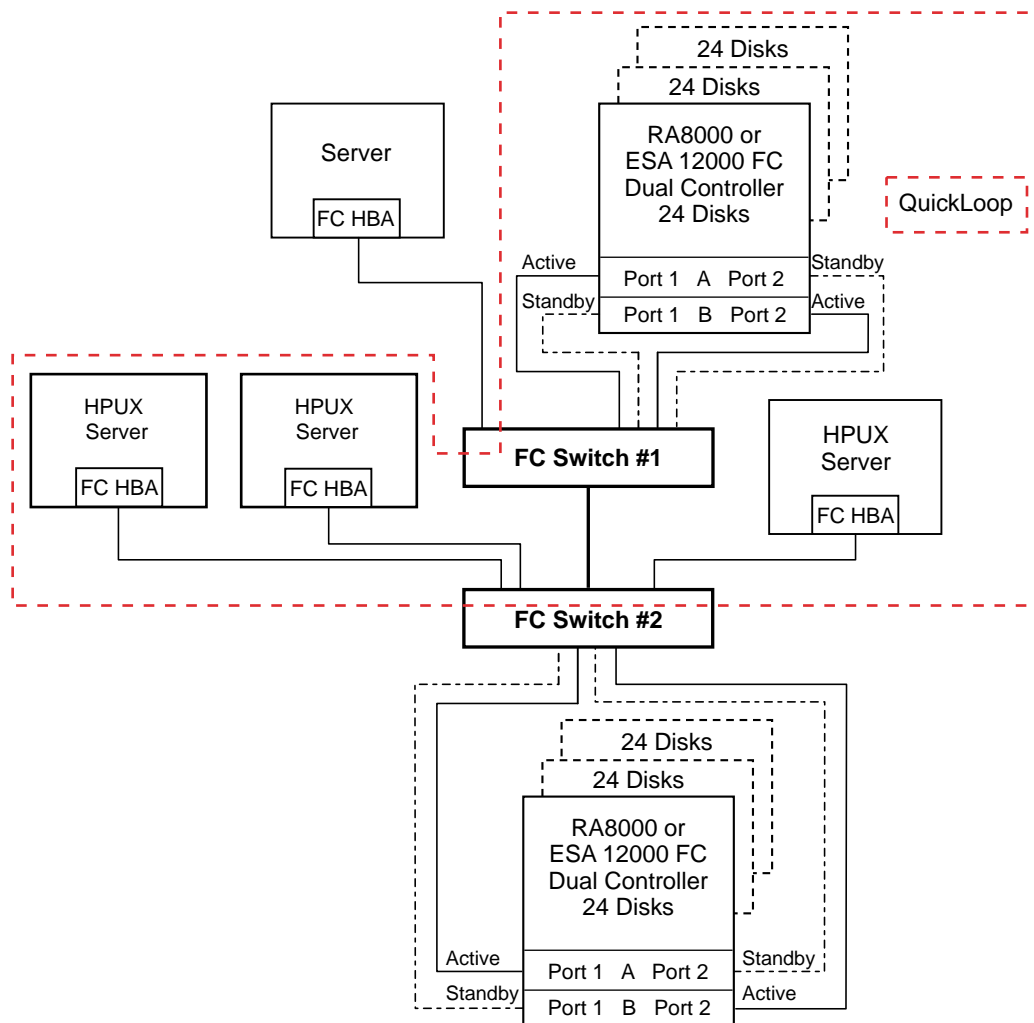 24 Disks
24 Disks
RA8000 or
ESA 12000 FC
Dual Controller
24 Disks
Server
FC HBA
QuickLoop
Active
Standby
Port 1 A Port 2
Standby
Active
Port 1 B Port 2
HPUX
Server
FC HBA
HPUX
Server
FC HBA
FC Switch #1
HPUX
Server
FC HBA
FC Switch #2
24 Disks
24 Disks
RA8000 or
ESA 12000 FC
Dual Controller
24 Disks
Active
Port 1 A Port 2
Standby
Standby
Port 1 B Port 2
Active